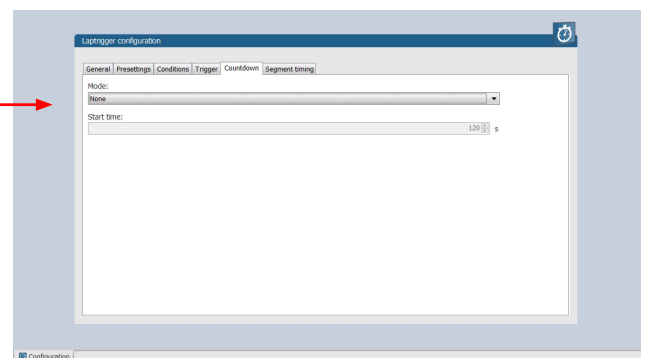 Laptrigger configuration
General Presettings Conditions Trigger Countdown Segment timing
Mode:
None
Start time:
120 s
Configuration